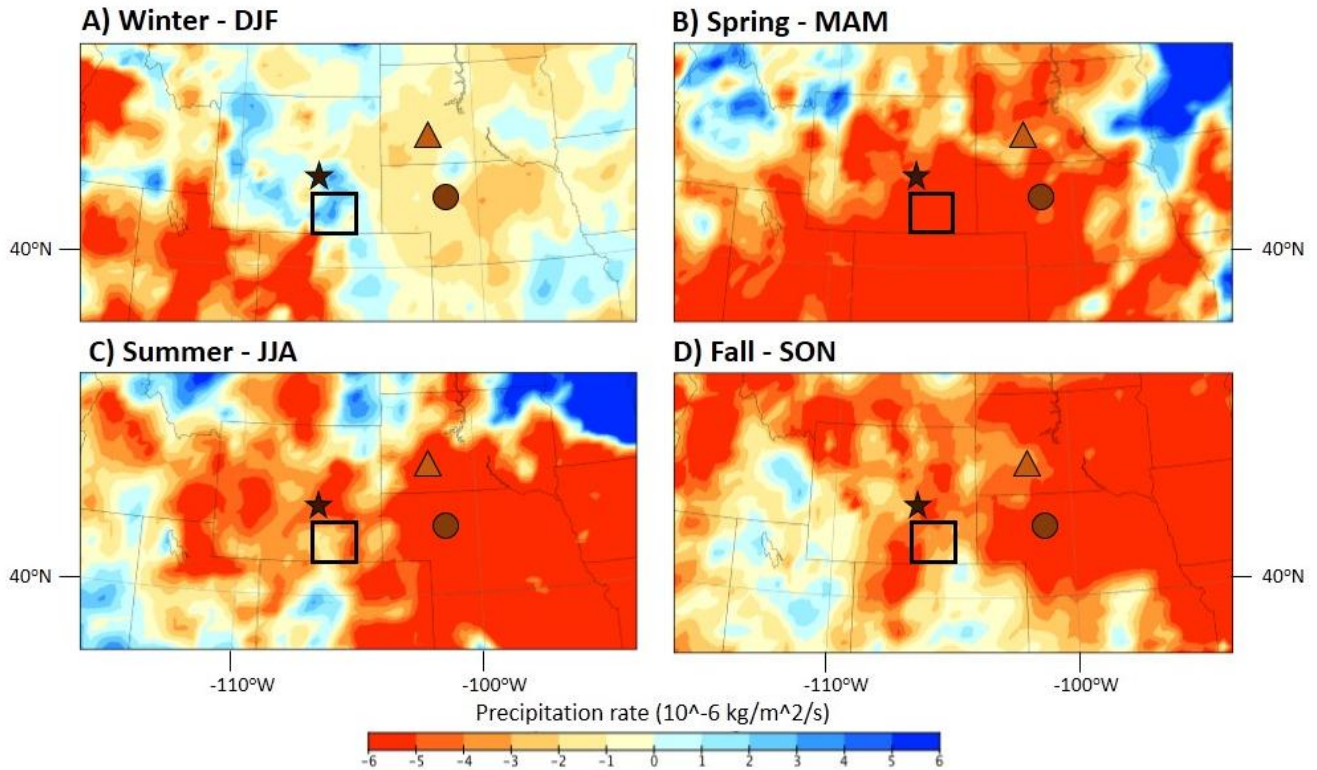 A) Winter - DJF
B) Spring - MAM
40°N
40°N
C) Summer - JJA
D) Fall - SON
40°N
40°N
-110°W
-100°W
-110°W
-100°W
Precipitation rate (10^-6 kg/m^2/s)
-6 -5 -4 -3 -2 -1 0 1 2 3 4 5 6